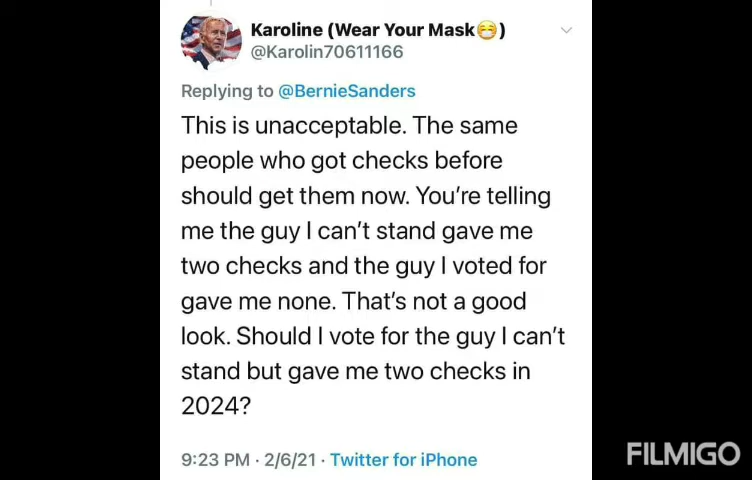 Karoline (Wear Your Mask😷)
@Karolin70611166
Replying to @BernieSanders
This is unacceptable. The same
people who got checks before
should get them now. You're telling
me the guy I can't stand gave me
two checks and the guy I voted for
gave me none. That's not a good
look. Should I vote for the guy I can't
stand but gave me two checks in
2024?
9:23 PM · 2/6/21 · Twitter for iPhone
FILMIGO